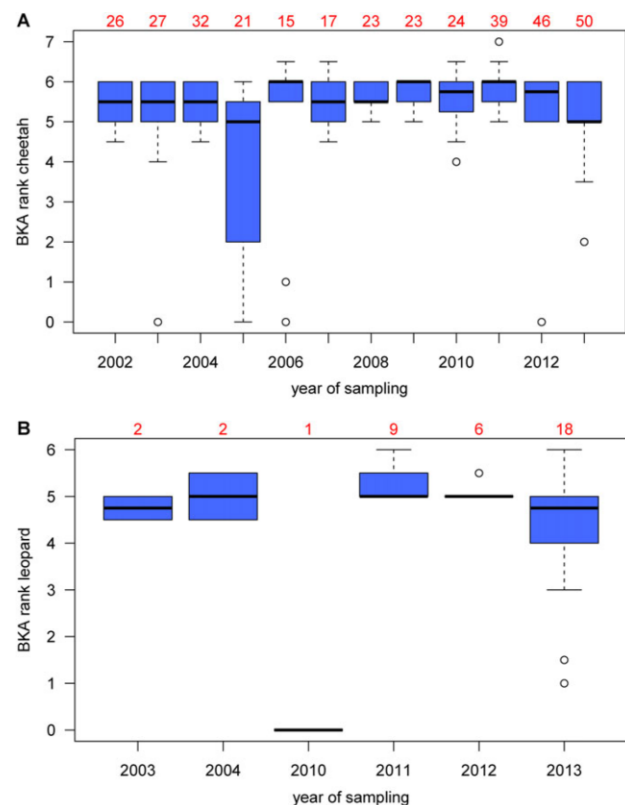 A
26 27 32 21 15 17 23 23 24 39 46 50
7
6
5
4
3
2
1
0
BKA rank cheetah
2002 2004 2006 2008 2010 2012
year of sampling
B
2 2 1 9 6 18
6
5
4
3
2
1
0
BKA rank leopard
2003 2004 2010 2011 2012 2013
year of sampling